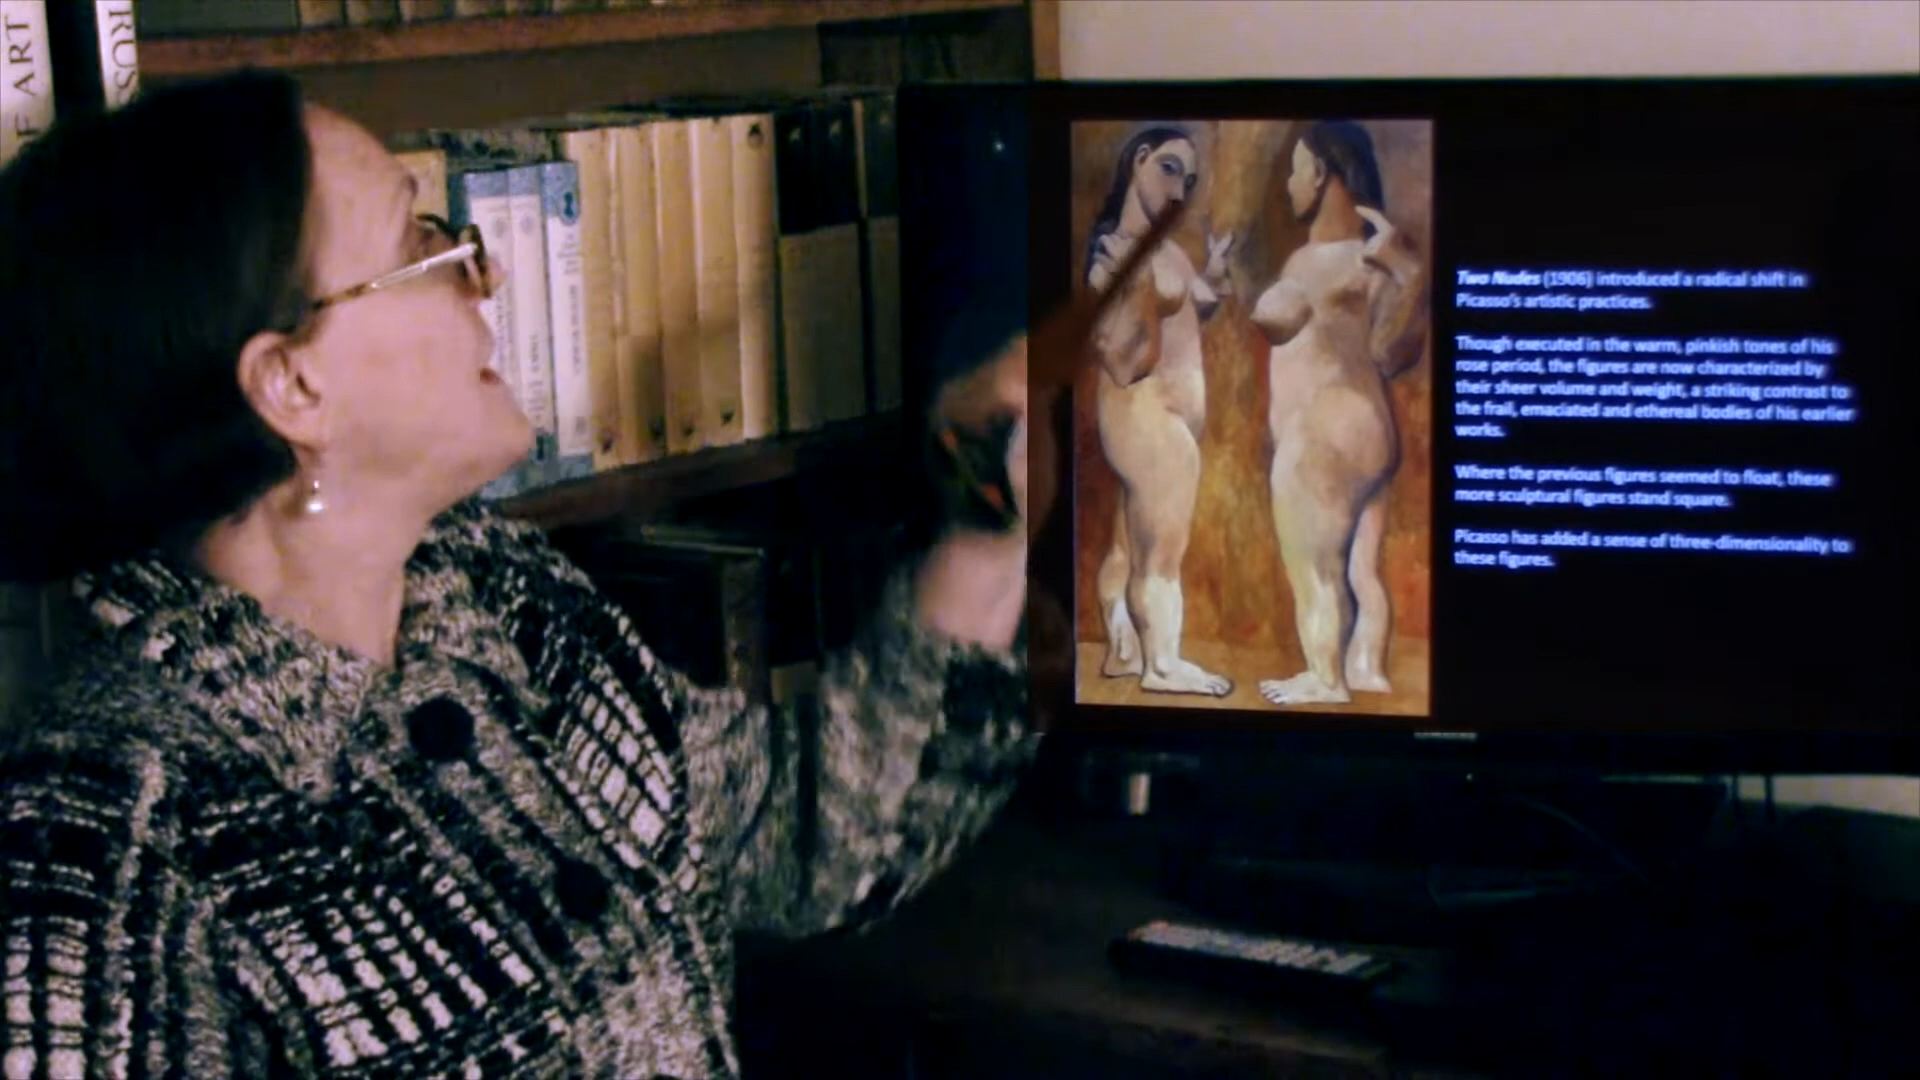 F ART
RUS
Two Nudes (1906) introduced a radical shift in
Picasso's artistic practices.
Though executed in the warm, pinkish tones of his
rose period, the figures are now characterized by
their sheer volume and weight, a striking contrast to
the frail, emaciated and ethereal bodies of his earlier
works.
Where the previous figures seemed to float, these
more sculptural figures stand square.
Picasso has added a sense of three-dimensionality to
these figures.